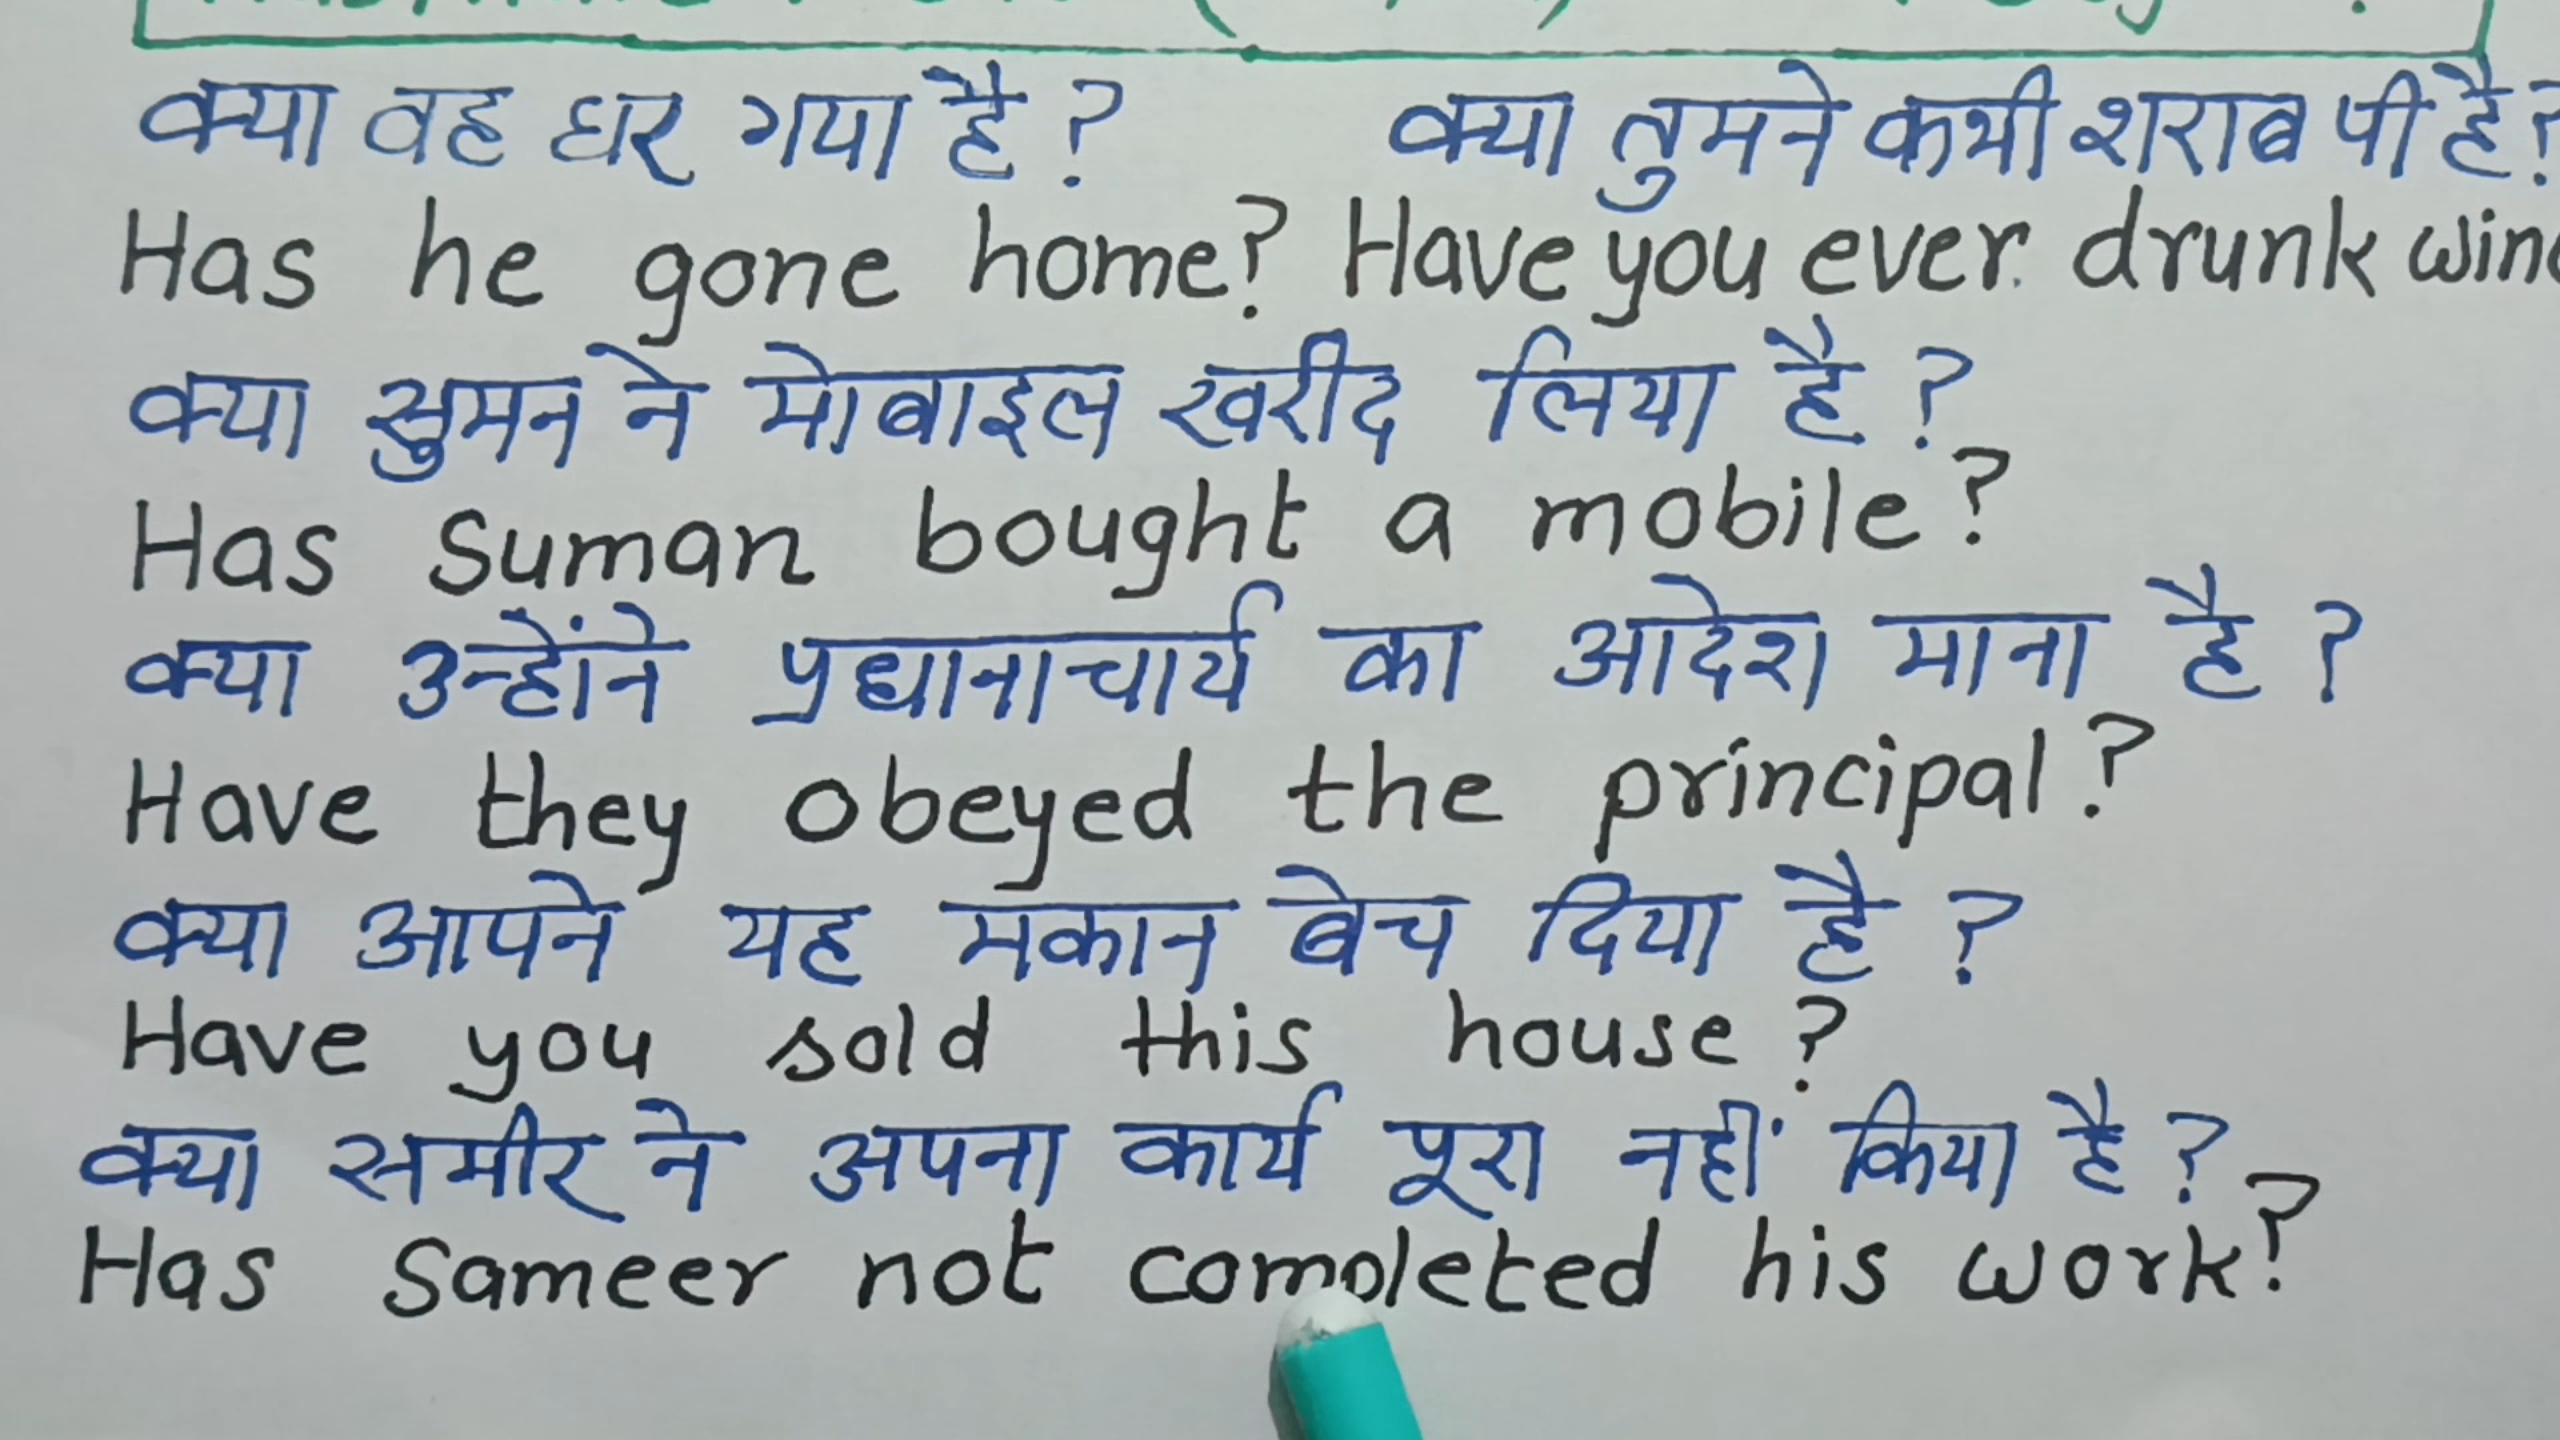 क्या वह घर गया है? क्या तुमने कभी शराब पी है?
Has he gone home? Have you ever drunk
क्या सुमन ने मोबाइल खरीद लिया है?
Has Suman bought a mobile?
क्या उन्होंने प्रधानाचार्य का आदेश माना है?
Have they obeyed the principal?
क्या आपने यह मकान बेच दिया है?
Have you sold this house?
क्या समीर ने अपना कार्य पूरा नहीं किया है?
Has Sameer not completed his work?